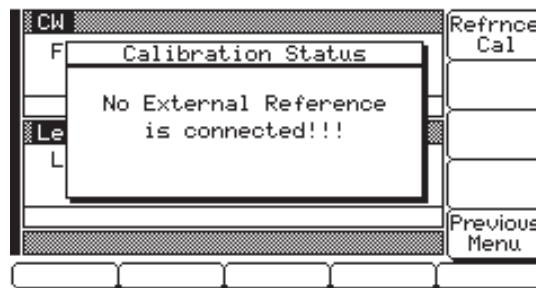 CW
F
Calibration Status
No External Reference
is connected!!!
Le
L
Refrnce
Cal
Previous
Menu